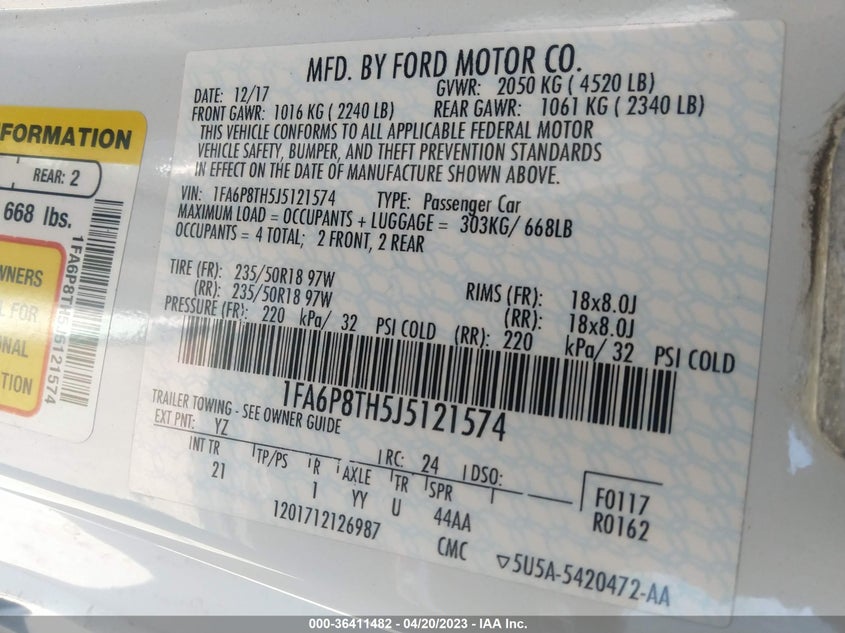 MFD. BY FORD MOTOR CO.
DATE: 12/17 GVWR: 2050 KG ( 4520 LB)
FRONT GAWR: 1016 KG ( 2240 LB) REAR GAWR: 1061 KG ( 2340 LB)
THIS VEHICLE CONFORMS TO ALL APPLICABLE FEDERAL MOTOR
VEHICLE SAFETY, BUMPER, AND THEFT PREVENTION STANDARDS
IN EFFECT ON THE DATE OF MANUFACTURE SHOWN ABOVE.
VIN: 1FA6P8TH5J5121574 TYPE: Passenger Car
MAXIMUM LOAD = OCCUPANTS + LUGGAGE = 303KG/ 668LB
OCCUPANTS = 4 TOTAL; 2 FRONT, 2 REAR
TIRE (FR): 235/50R18 97W RIMS (FR): 18x8.0J
(RR): 235/50R18 97W (RR): 18x8.0J
PRESSURE (FR): 220 kPa/ 32 PSI COLD (RR): 220 kPa/ 32 PSI COLD
1FA6P8TH5J5121574
TRAILER TOWING - SEE OWNER GUIDE
EXT PNT: YZ RC: 24 DSO:
INT TR TP/PS R AXLE TR SPR
21 I YY U 44AA
F0117
R0162
1201712126987 CMC ▽5U5A-5420472-AA
FORMATION
REAR: 2
668 lbs.
1FA6P8TH5J5121574
WNERS
L FOR
ONAL
TION
000-36411482 - 04/20/2023 - IAA Inc.